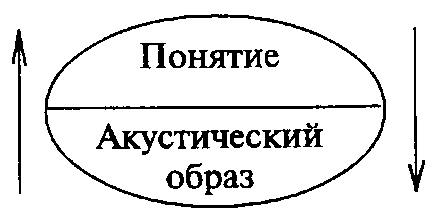 Понятие
Акустический
образ